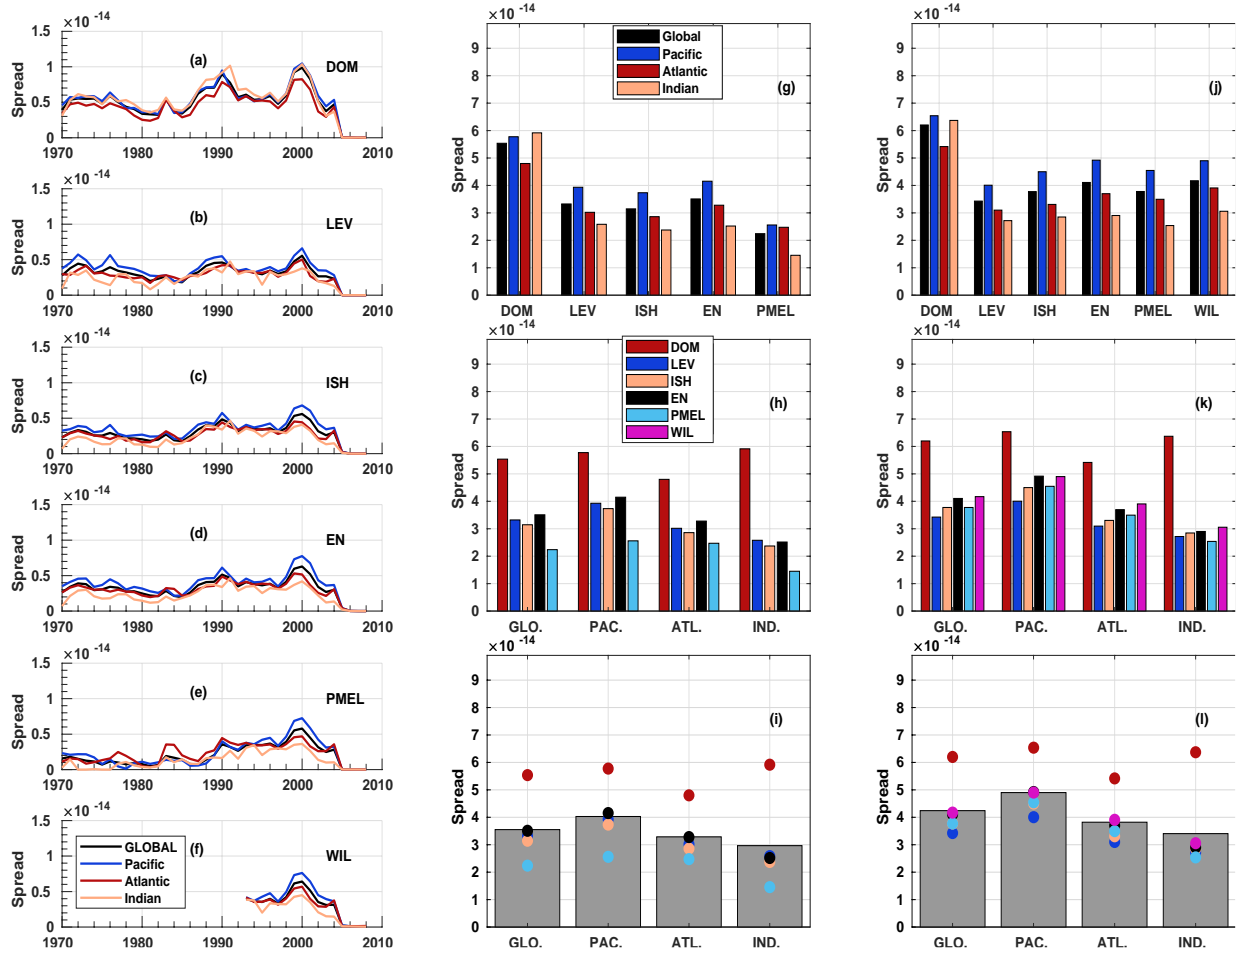 ×10 -14
1.5
1
0.5
0
Spread
(a)
DOM
1970 1980 1990 2000 2010
×10 -14
1.5
1
0.5
0
Spread
(b)
LEV
1970 1980 1990 2000 2010
×10 -14
1.5
1
0.5
0
Spread
(c)
ISH
1970 1980 1990 2000 2010
×10 -14
1.5
1
0.5
0
Spread
(d)
EN
1970 1980 1990 2000 2010
×10 -14
1.5
1
0.5
0
Spread
(e)
PMEL
1970 1980 1990 2000 2010
×10 -14
1.5
1
0.5
0
Spread
(f)
WIL
GLOBAL
Pacific
Atlantic
Indian
1970 1980 1990 2000 2010
×10 -14
9
8
7
6
5
4
3
2
1
0
Spread
Global
Pacific
Atlantic
Indian
(g)
DOM LEV ISH EN PMEL
×10 -14
9
8
7
6
5
4
3
2
1
0
Spread
DOM
LEV
ISH
EN
PMEL
WIL
(h)
GLO. PAC. ATL. IND.
×10 -14
9
8
7
6
5
4
3
2
1
0
Spread
(i)
GLO. PAC. ATL. IND.
×10 -14
9
8
7
6
5
4
3
2
1
0
Spread
(j)
DOM LEV ISH EN PMEL WIL
×10 -14
9
8
7
6
5
4
3
2
1
0
Spread
(k)
GLO. PAC. ATL. IND.
×10 -14
9
8
7
6
5
4
3
2
1
0
Spread
(l)
GLO. PAC. ATL. IND.